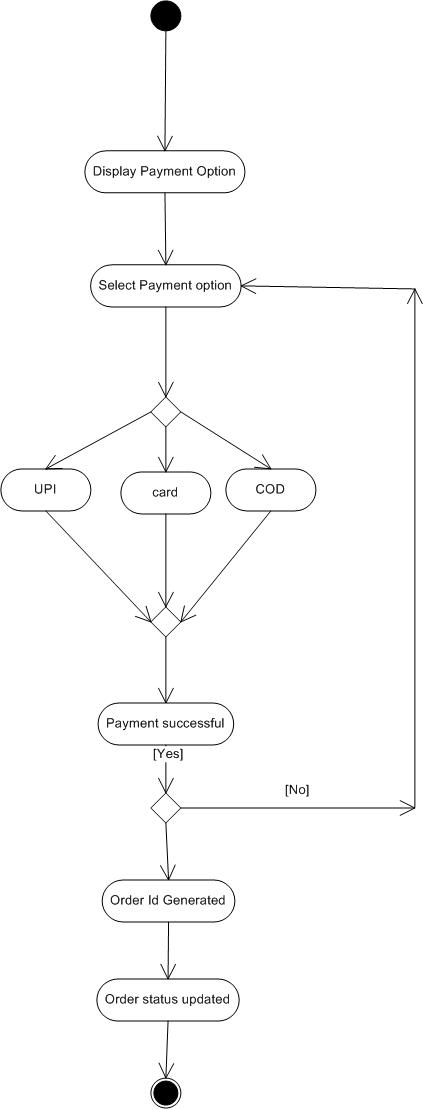 Display Payment Option
Select Payment option
UPI
card
COD
Payment successful
[Yes]
[No]
Order Id Generated
Order status updated